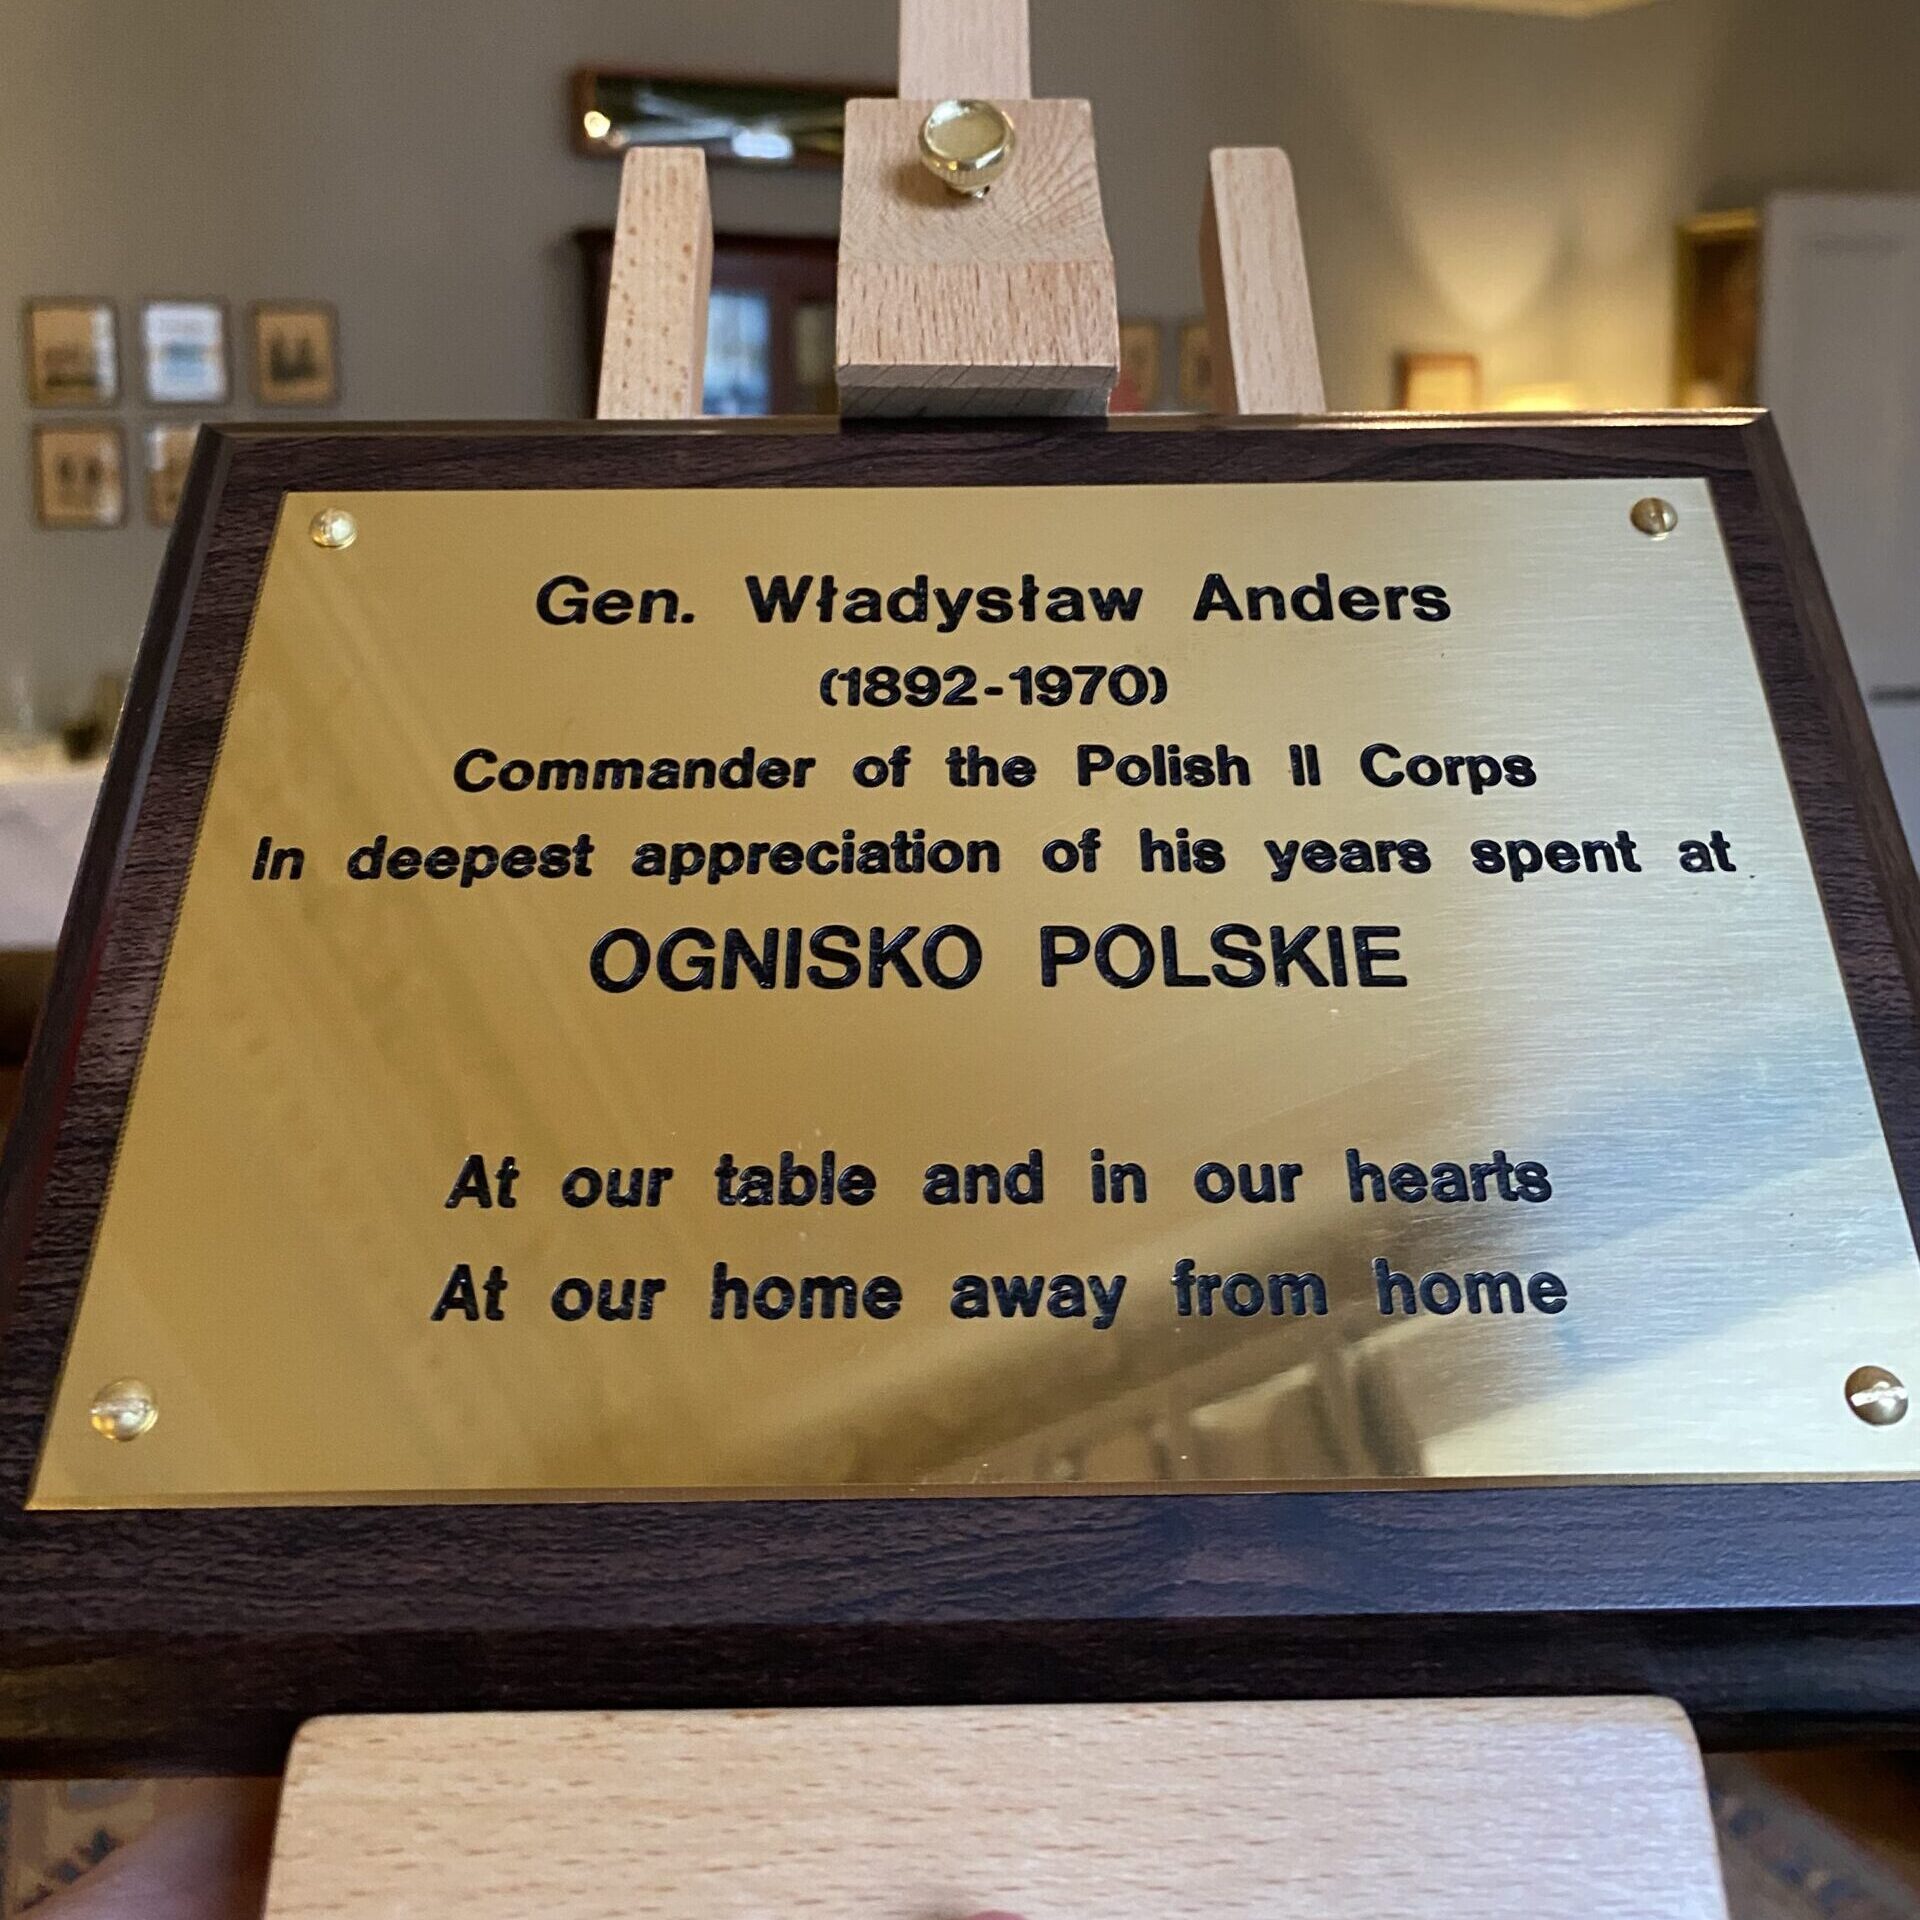 Gen. Władysław Anders
(1892-1970)
Commander of the Polish II Corps
In deepest appreciation of his years spent at
OGNISKO POLSKIE
At our table and in our hearts
At our home away from home